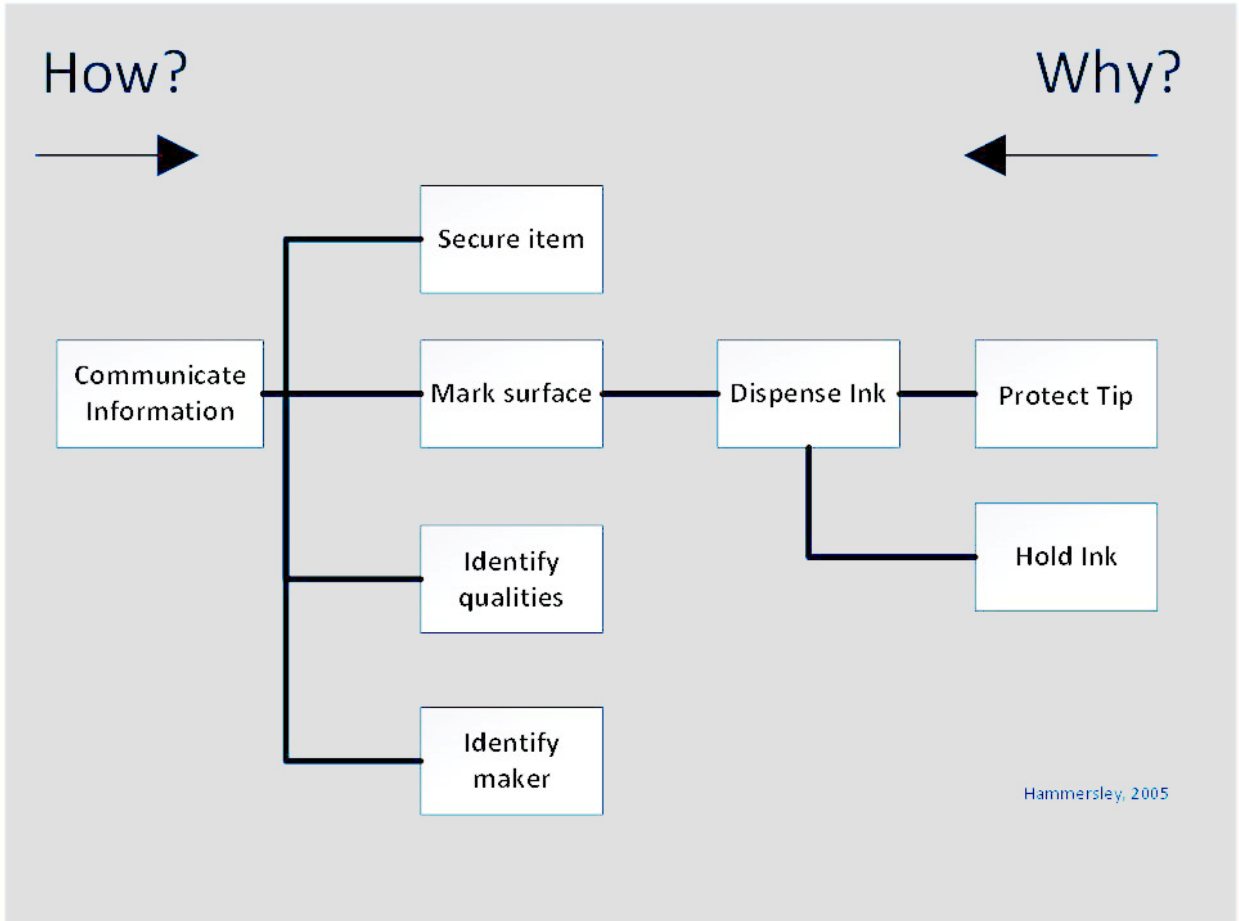 How?
Why?
Secure item
Communicate
Information
Mark surface
Dispense Ink
Protect Tip
Identify
qualities
Hold Ink
Identify
maker
Hammersley, 2005